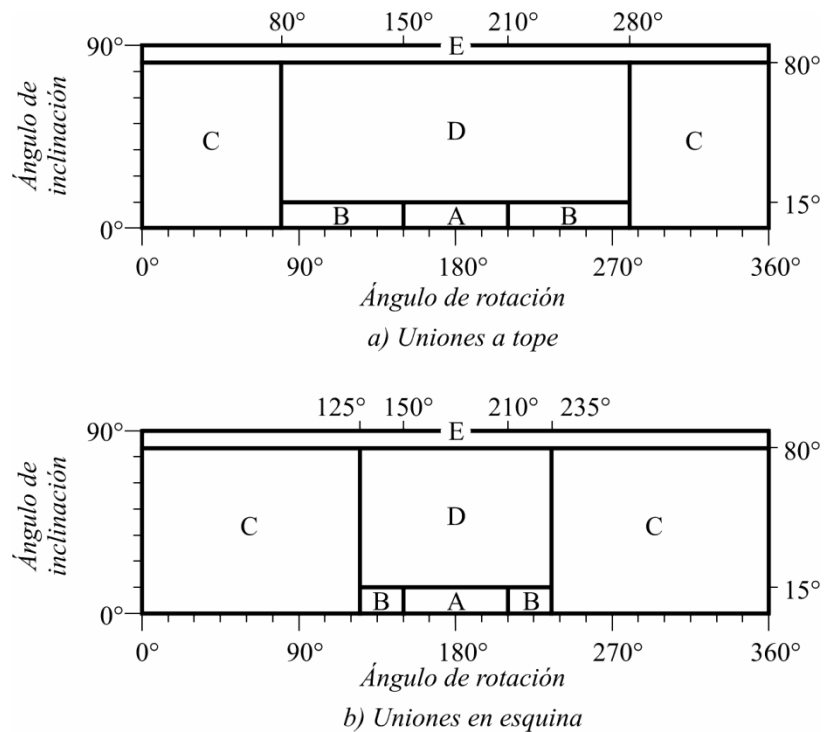 80° 150° 210° 280°
90° E 80°
Ángulo de
inclinación
C D C
B A B 15°
0°
0° 90° 180° 270° 360°
Ángulo de rotación
a) Uniones a tope
125° 150° 210° 235°
90° E 80°
Ángulo de
inclinación
C D C
B A B 15°
0°
0° 90° 180° 270° 360°
Ángulo de rotación
b) Uniones en esquina